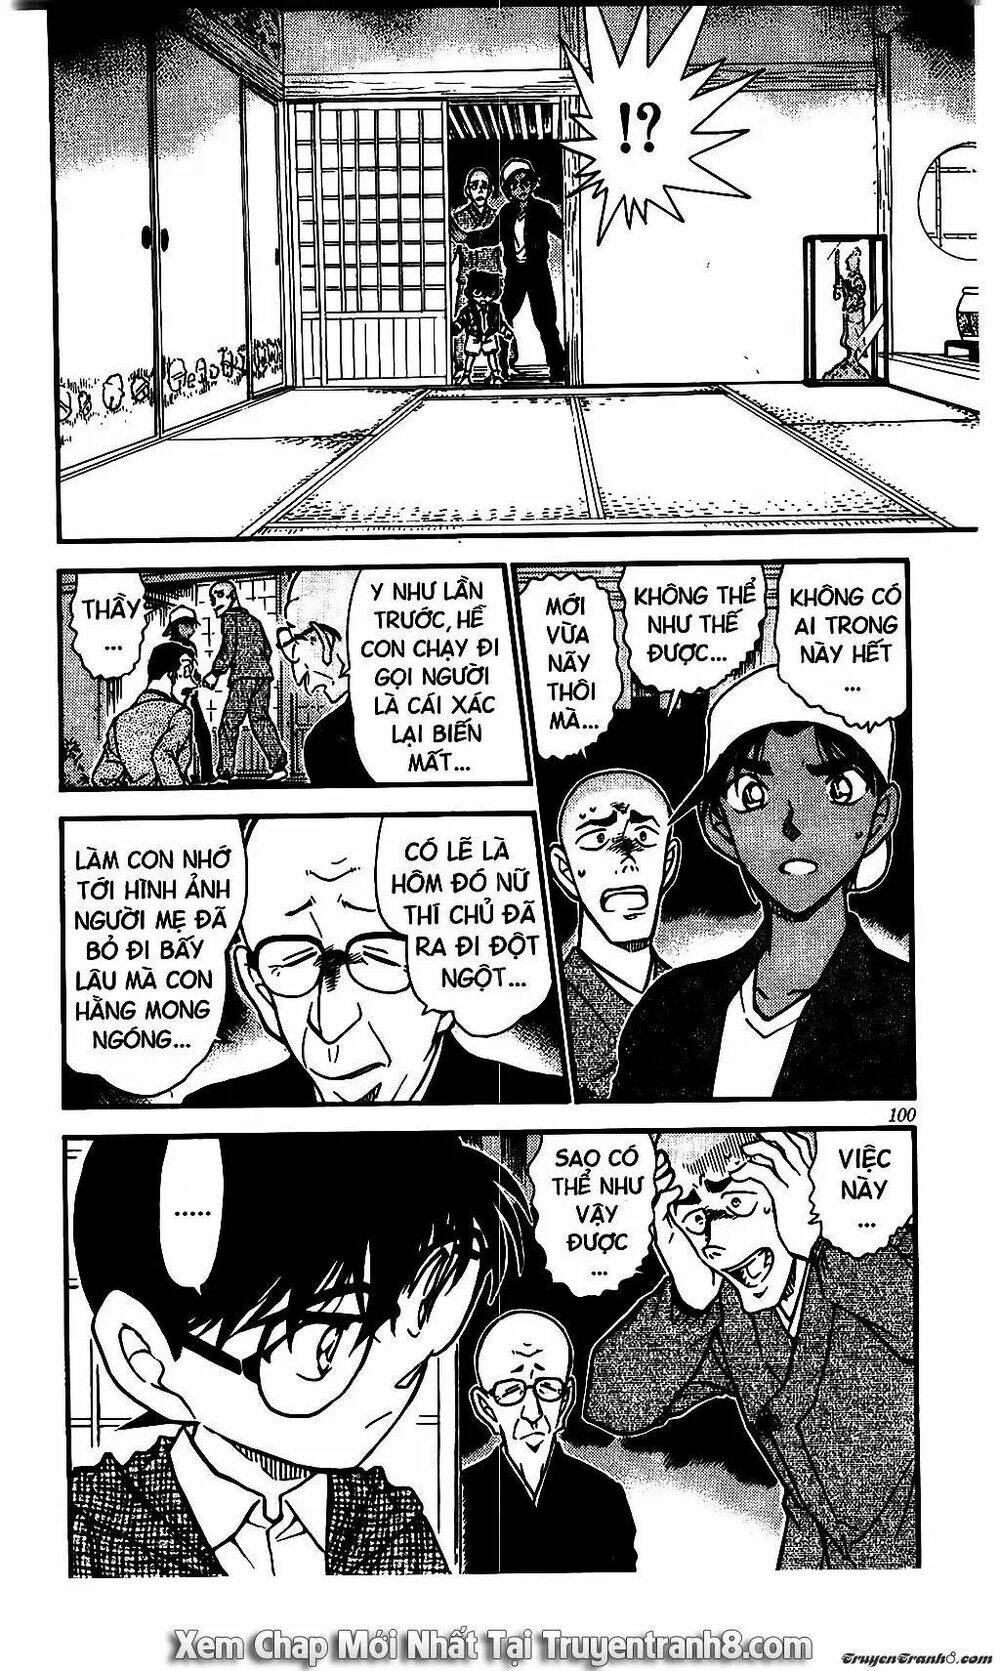 !?
KHÔNG CÓ
AI TRONG
NÀY HẾT
...
KHÔNG THỂ
NHƯ THẾ
ĐƯỢC...
MỚI
VỪA
NÃY
THÔI
MÀ...
Y NHƯ LẦN
TRƯỚC, HỄ
CON CHẠY ĐI
GỌI NGƯỜI
LÀ CÁI XÁC
LẠI BIẾN
MẤT...
THẦY
...
CÓ LẼ LÀ
HÔM ĐÓ NỮ
THÍ CHỦ ĐÃ
RA ĐI ĐỘT
NGỘT...
LÀM CON NHỚ
TỚI HÌNH ẢNH
NGƯỜI MẸ ĐÃ
BỎ ĐI BẤY
LÂU MÀ CON
HẰNG MONG
NGÓNG...
100
VIỆC
NÀY
...
SAO CÓ
THỂ NHƯ
VẬY
ĐƯỢC
...
......
Xem Chap Mới Nhất Tại Truyentranh8.com
TruyenTranh8.com